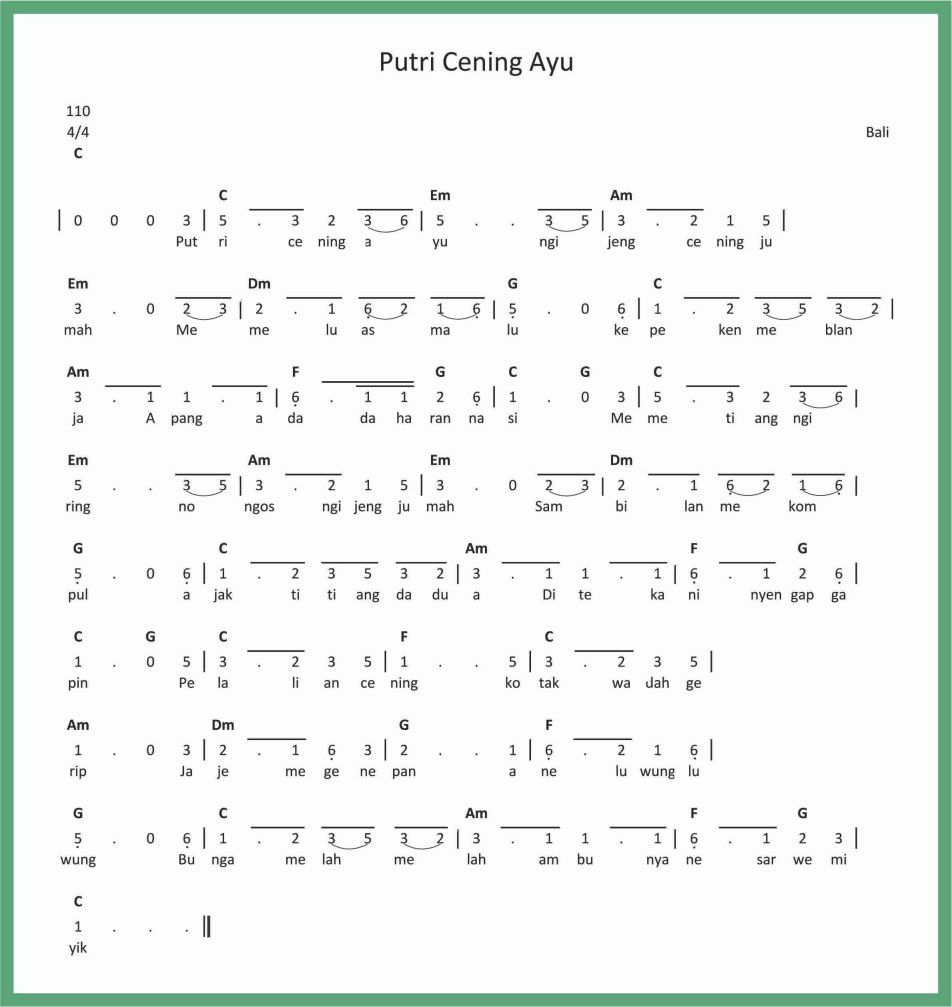 Putri Cening Ayu
110
4/4
Bali
C
C Em Am
| 0 0 0 3 | 5 . 3 2 3 6 | 5 . . 3 5 | 3 . 2 1 5 |
Put ri ce ning a yu ngi jeng ce ning ju
Em Dm G C
3 . 0 2 3 | 2 . 1 6̣ 2 1 6̣ | 5̣ . 0 6̣ | 1 . 2 3 5 3 2 |
mah Me me lu as ma lu ke pe ken me blan
Am F G C G C
3 . 1 1 . 1 | 6̣ . 1 1 2 6̣ | 1 . 0 3 | 5 . 3 2 3 6 |
ja A pang a da da ha ran na si Me me ti ang ngi
Em Am Em Dm
5 . . 3 5 | 3 . 2 1 5 | 3 . 0 2 3 | 2 . 1 6̣ 2 1 6̣ |
ring no ngos ngi jeng ju mah Sam bi lan me kom
G C Am F G
5̣ . 0 6̣ | 1 . 2 3 5 3 2 | 3 . 1 1 . 1 | 6̣ . 1 2 6̣ |
pul a jak ti ti ang da du a Di te ka ni nyen gap ga
C G C F C
1 . 0 5 | 3 . 2 3 5 | 1 . . 5 | 3 . 2 3 5 |
pin Pe la li an ce ning ko tak wa dah ge
Am Dm G F
1 . 0 3 | 2 . 1 6̣ 3 | 2 . . 1 | 6̣ . 2 1 6̣ |
rip Ja je me ge ne pan a ne lu wung lu
G C Am F G
5̣ . 0 6̣ | 1 . 2 3 5 3 2 | 3 . 1 1 . 1 | 6̣ . 1 2 3 |
wung Bu nga me lah me lah am bu nya ne sar we mi
C
1 . . . ||
yik